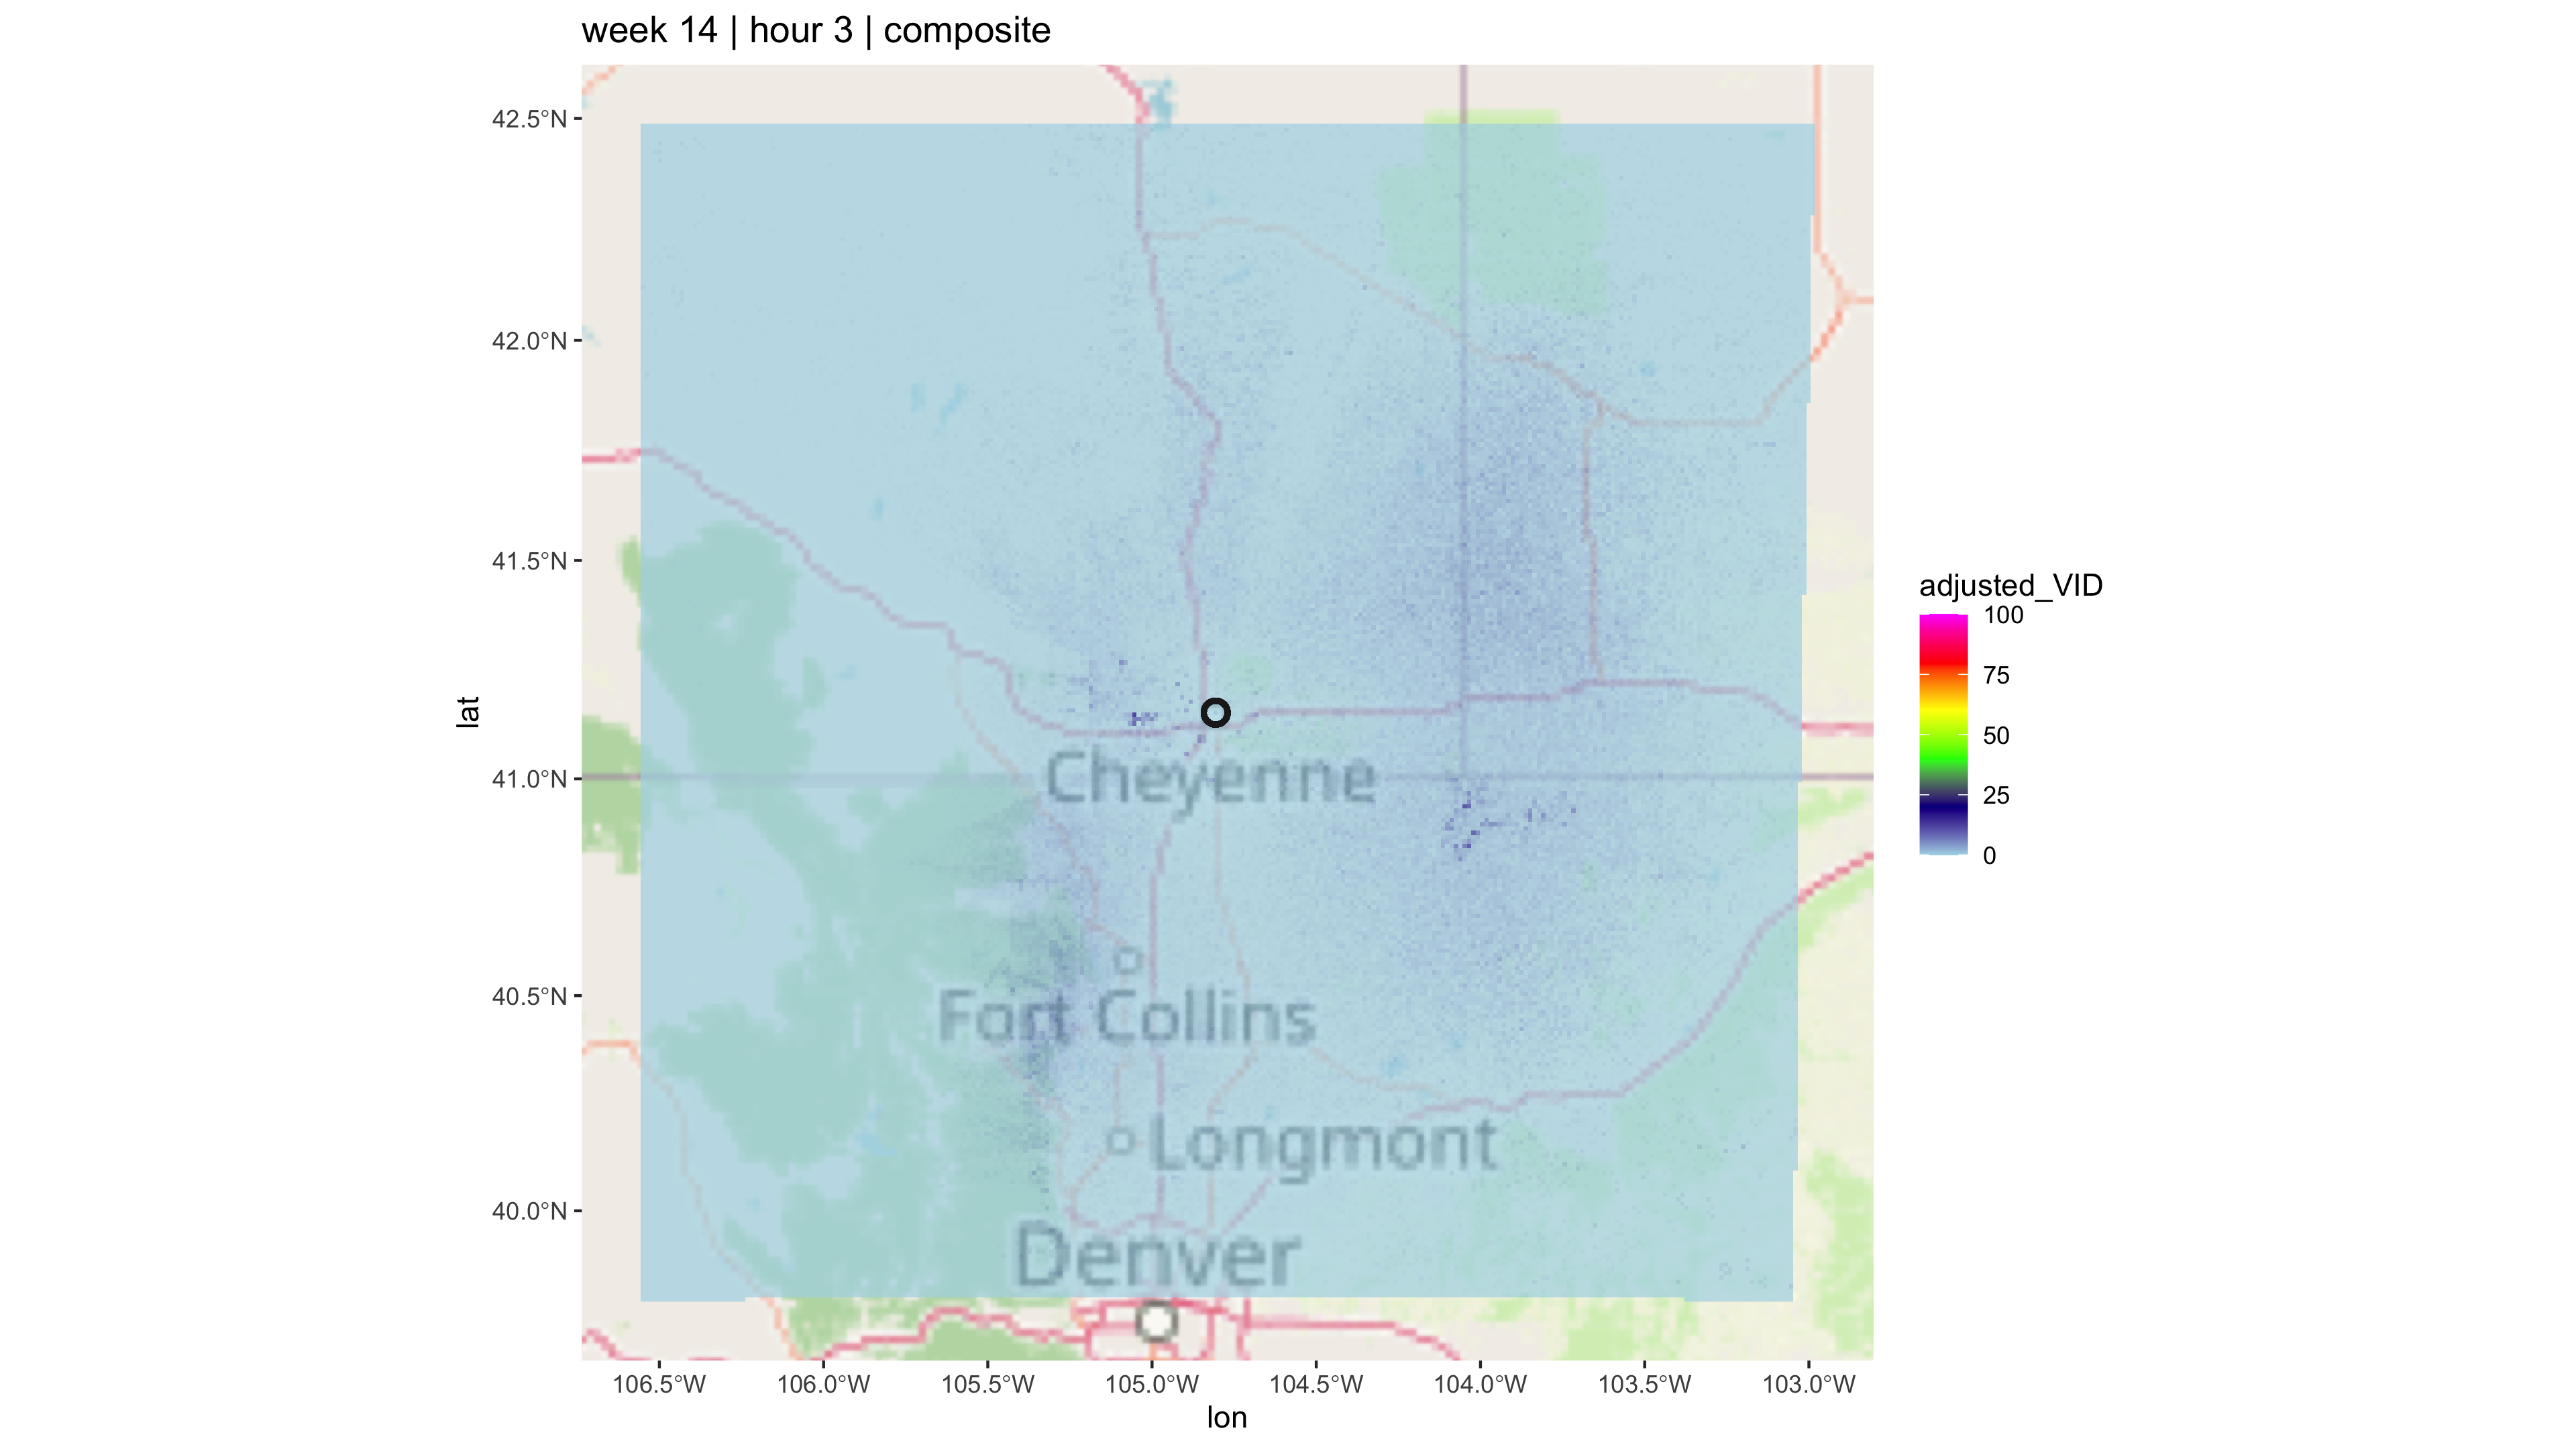 week 14 | hour 3 | composite
42.5°N
42.0°N
41.5°N
41.0°N
40.5°N
40.0°N
lat
Cheyenne
Fort Collins
Longmont
Denver
106.5°W
106.0°W
105.5°W
105.0°W
104.5°W
104.0°W
103.5°W
103.0°W
lon
adjusted_VID
100
75
50
25
0